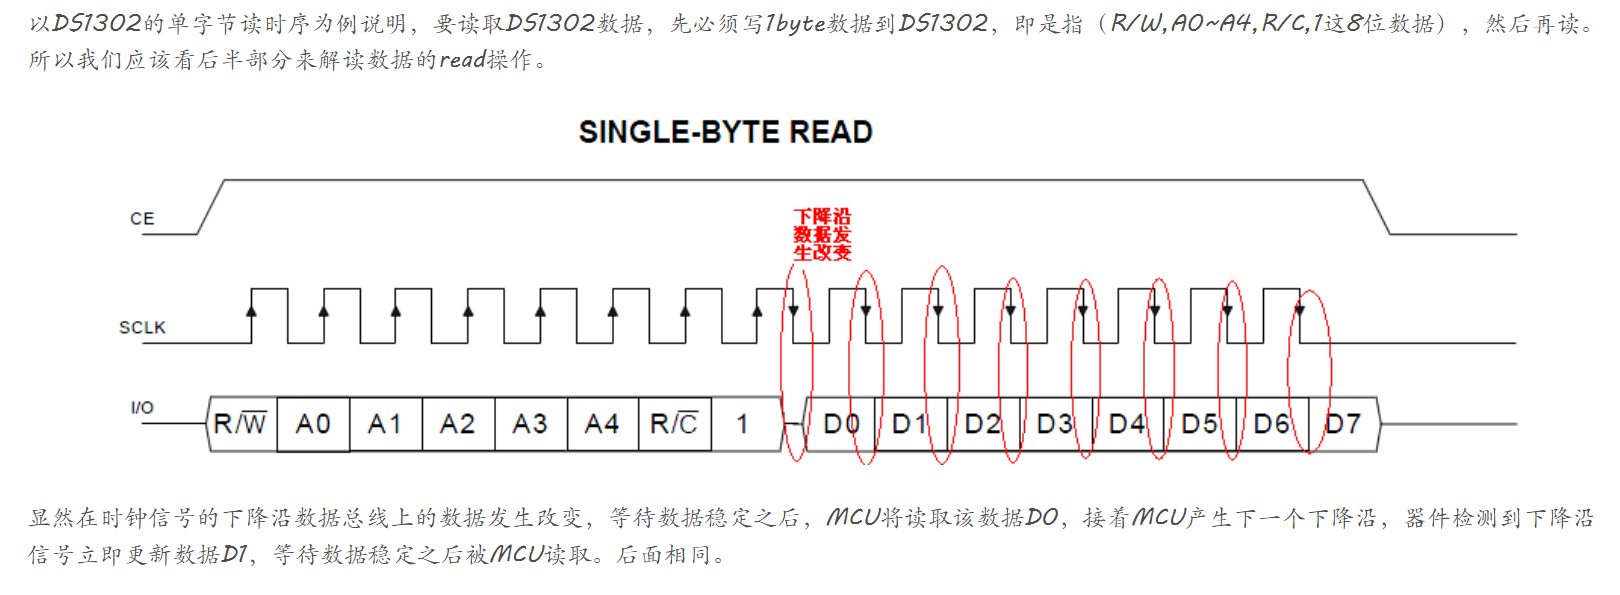 以DS1302的单字节读时序为例说明，要读取DS1302数据，先必须写1byte数据到DS1302，即是指（R/W,A0~A4,R/C,1这8位数据），然后再读。
所以我们应该看后半部分来解读数据的read操作。
SINGLE-BYTE READ
CE
下降沿
数据发
生改变
SCLK
I/O
R/W̅ A0 A1 A2 A3 A4 R/C̅ 1 D0 D1 D2 D3 D4 D5 D6 D7
显然在时钟信号的下降沿数据总线上的数据发生改变，等待数据稳定之后，MCU将读取该数据D0，接着MCU产生下一个下降沿，器件检测到下降沿
信号立即更新数据D1，等待数据稳定之后被MCU读取。后面相同。